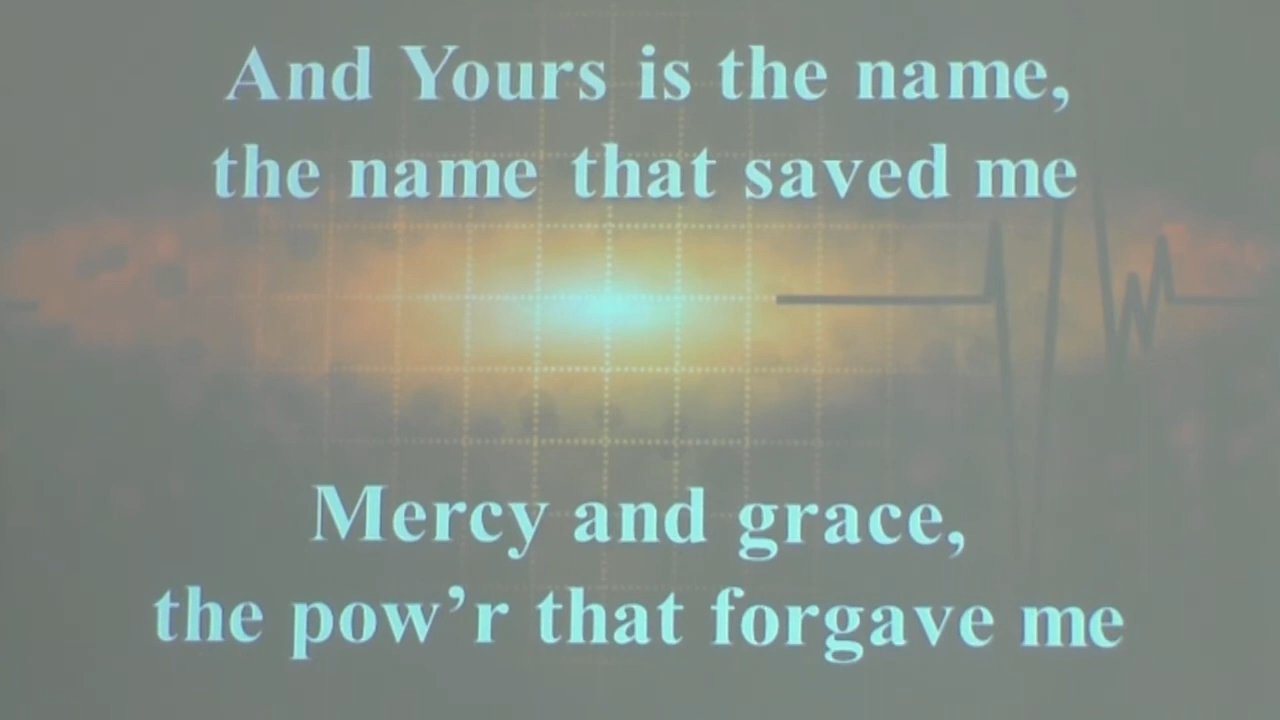 And Yours is the name,
the name that saved me
Mercy and grace,
the pow’r that forgave me